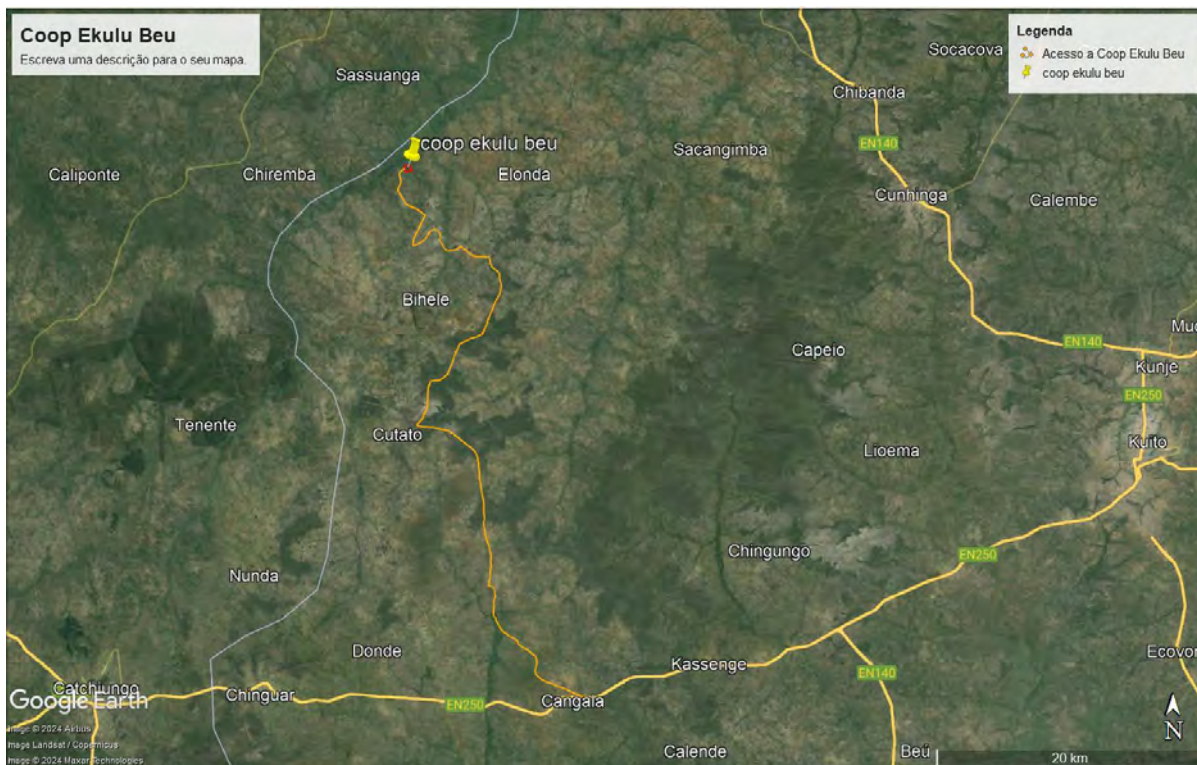 Coop Ekulu Beu
Escreva uma descrição para o seu mapa.
Legenda
Acesso a Coop Ekulu Beu
coop ekulu beu
Socacova
Sassuanga
Chibanda
coop ekulu beu
EN140
Sacangimba
Caliponte
Chiremba
Elonda
Cunhinga
Calembe
Bihele
Capeio
EN140
Kunje
EN250
Tenente
Cutato
Kuito
Lioema
Chingungo
EN250
Nunda
Donde
Kassenge
EN140
Catchiungo
Chinguar
EN250
Cangala
Calende
Beú
Google Earth
Image © 2024 Airbus
Image Landsat / Copernicus
Image © 2024 Maxar Technologies
N
20 km